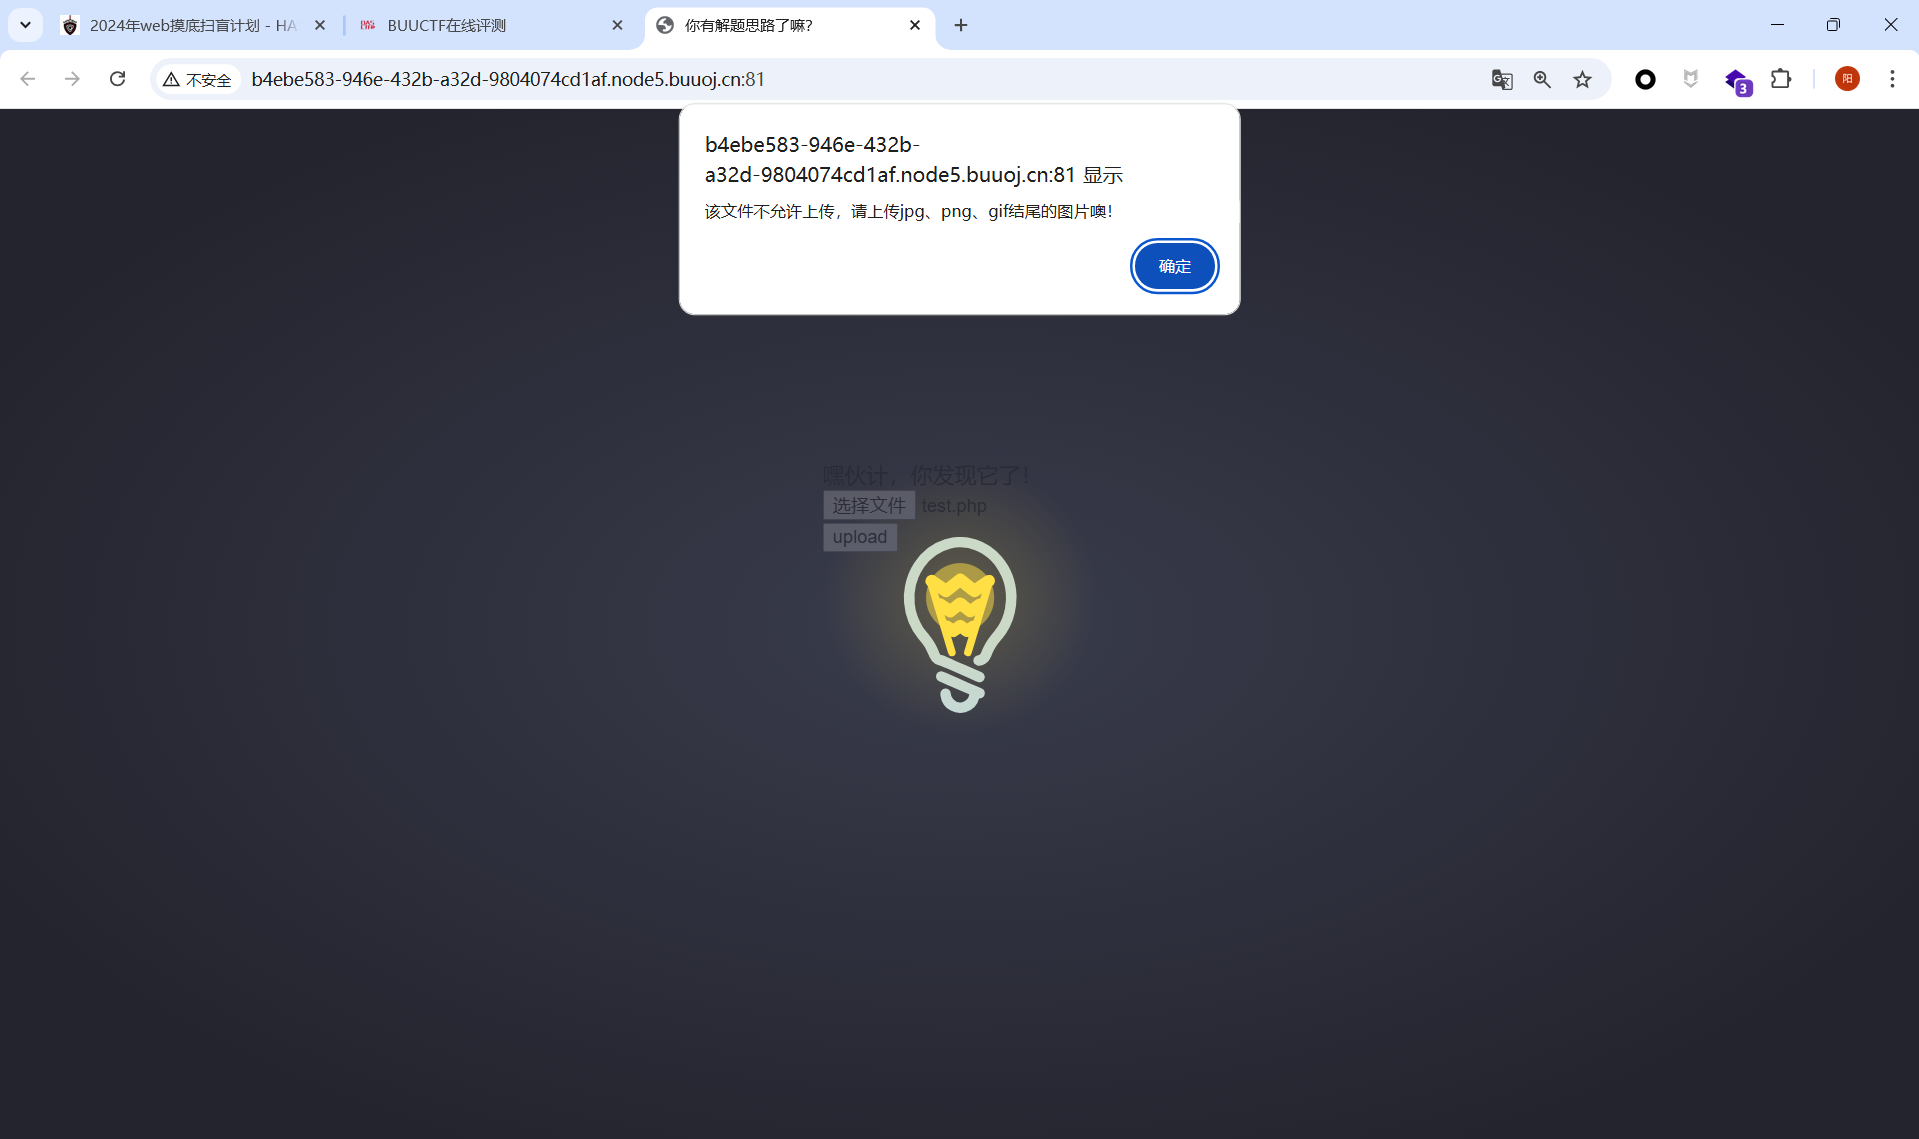 2024年web摸底扫盲计划 - HA
BUUCTF在线评测
你有解题思路了嘛?
不安全
b4ebe583-946e-432b-a32d-9804074cd1af.node5.buuoj.cn:81
3
阳
b4ebe583-946e-432b-
a32d-9804074cd1af.node5.buuoj.cn:81 显示
该文件不允许上传，请上传jpg、png、gif结尾的图片噢!
确定
嘿伙计，你发现它了!
选择文件 test.php
upload